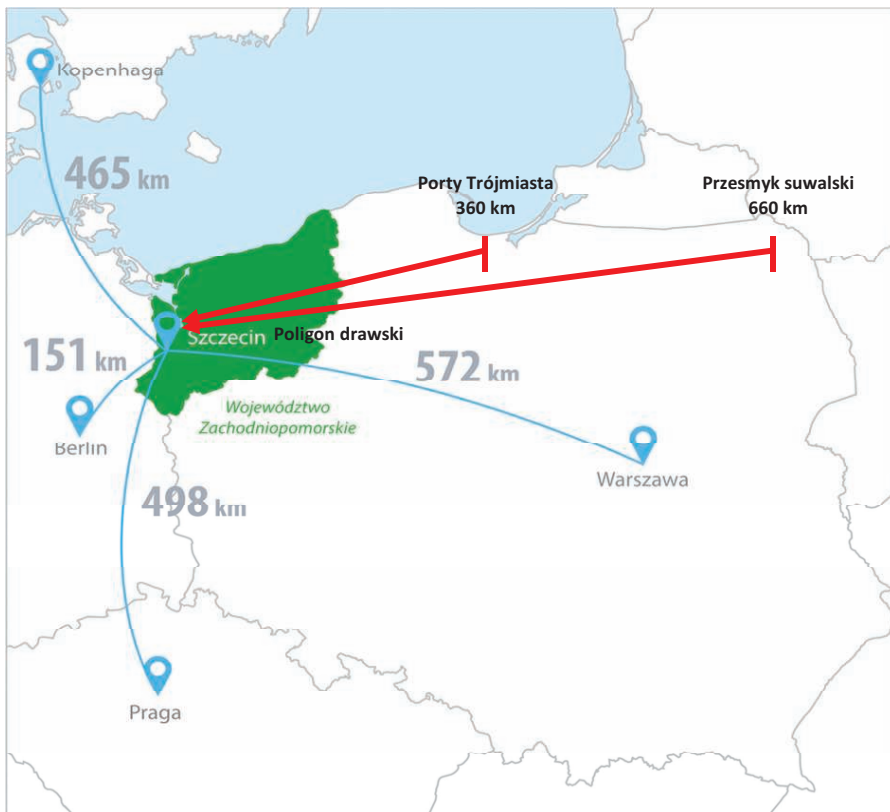 Kopenhaga
465 km
Porty Trójmiasta
360 km
Przesmyk suwalski
660 km
Szczecin
Poligon drawski
151 km
572 km
Województwo
Zachodniopomorskie
Berlin
Warszawa
498 km
Praga